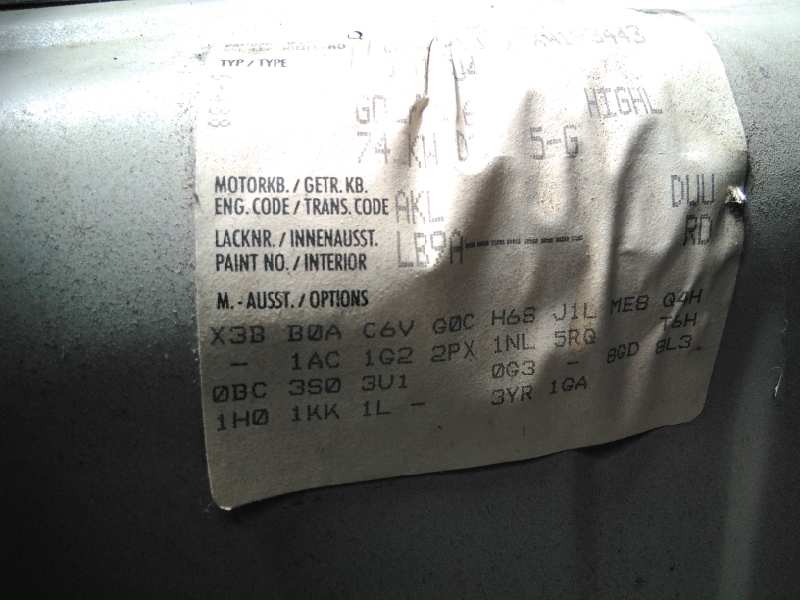 TYP / TYPE
HIGHL
74 KW 5-G
MOTORKB. / GETR. KB.
ENG. CODE / TRANS. CODE AKL DUU
LACKNR. / INNENAUSST.
PAINT NO. / INTERIOR LB9A RD
M. - AUSST. / OPTIONS
X3B B0A C6V G0C H6S J1L ME8 Q4H
- 1AC 1G2 2PX 1NL 5RQ T6H
0BC 3S0 3U1 0G3 - 8GD 8L3
1H0 1KK 1L - 3YR 1GA